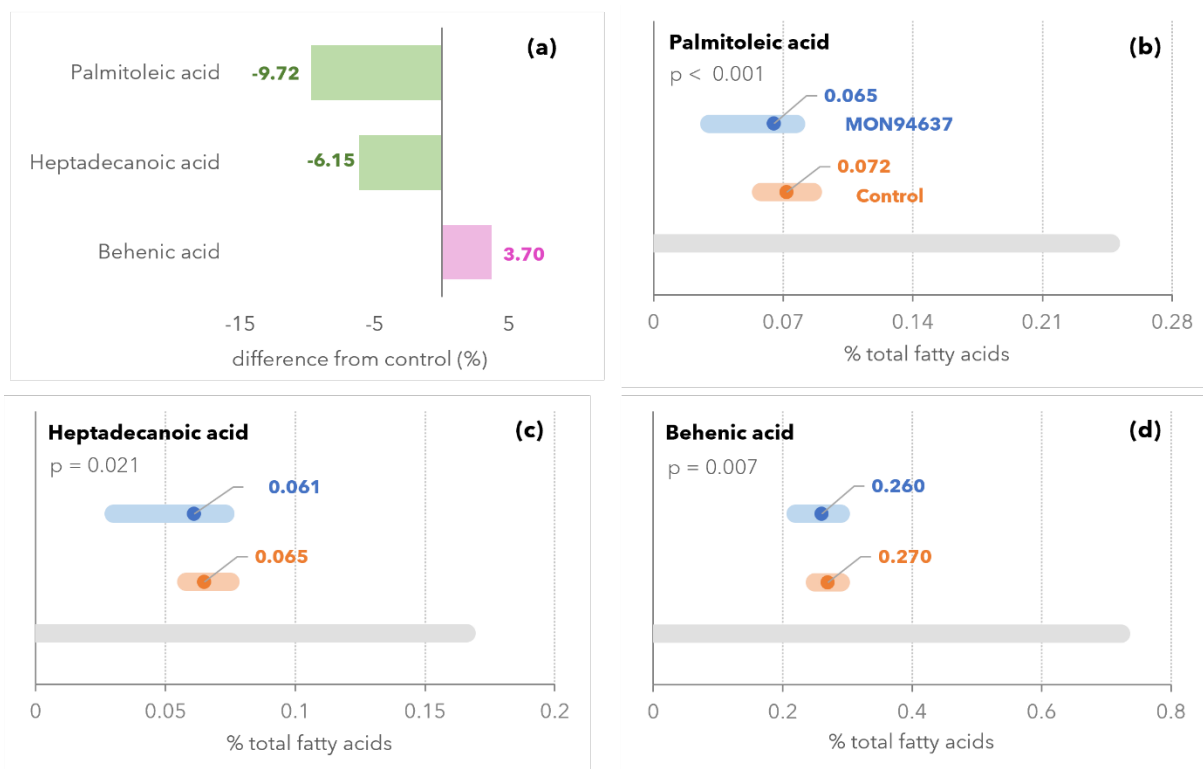 (a)
Palmitoleic acid
-9.72
Heptadecanoic acid
-6.15
Behenic acid
3.70
-15 -5 5
difference from control (%)
Palmitoleic acid (b)
p < 0.001
0.065
MON94637
0.072
Control
0 0.07 0.14 0.21 0.28
% total fatty acids
Heptadecanoic acid (c)
p = 0.021
0.061
0.065
0 0.05 0.1 0.15 0.2
% total fatty acids
Behenic acid (d)
p = 0.007
0.260
0.270
0 0.2 0.4 0.6 0.8
% total fatty acids